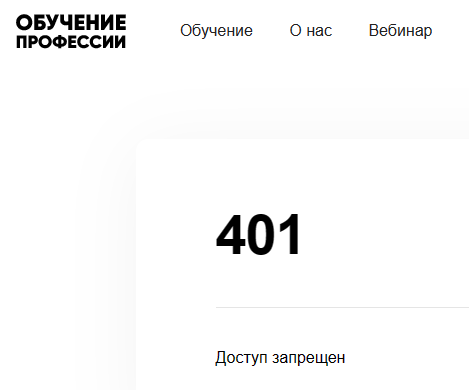 ОБУЧЕНИЕ
ПРОФЕССИИ
Обучение О нас Вебинар
401
Доступ запрещен